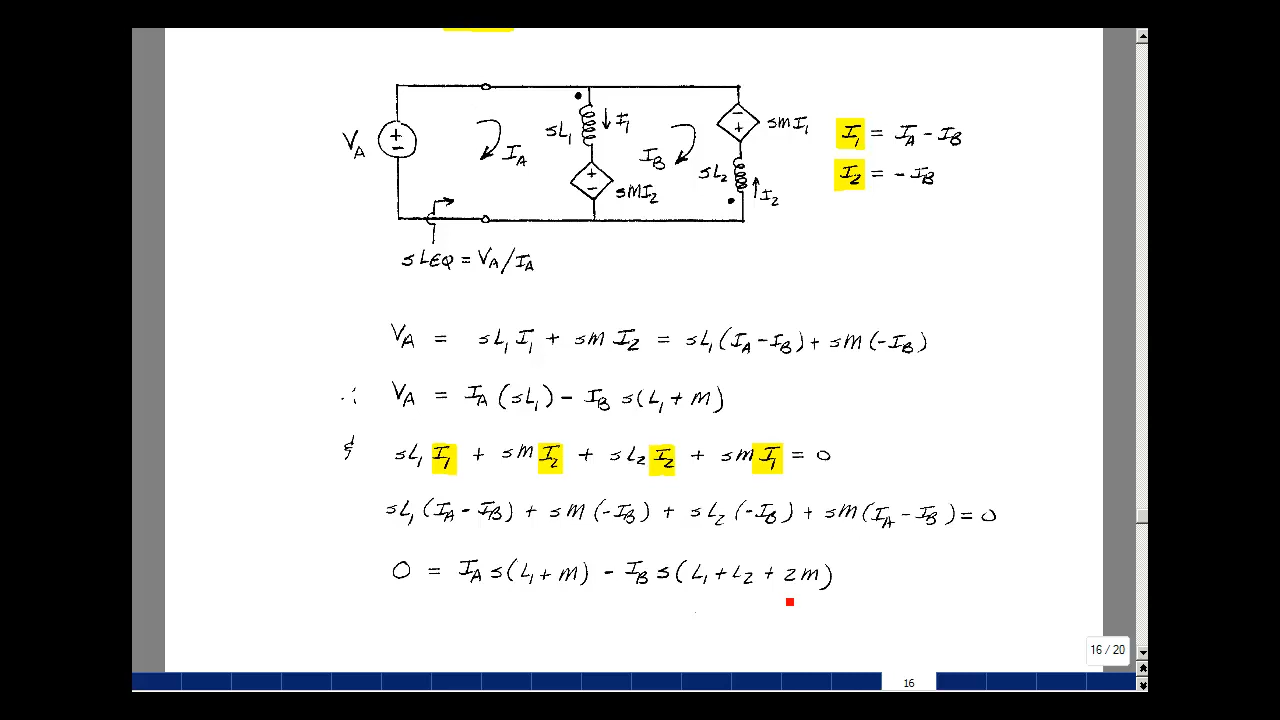 VA
+
−
IA
sL1
I1
+
−
sMI2
IB
−
+
sMI1
sL2
I2
I1 = IA − IB
I2 = − IB
sLEQ = VA/IA
VA = sL1 I1 + sM I2 = sL1(IA − IB) + sM(−IB)
∴ VA = IA(sL1) − IB s(L1 + M)
& sL1 I1 + sM I2 + sL2 I2 + sM I1 = 0
sL1(IA − IB) + sM(−IB) + sL2(−IB) + sM(IA − IB) = 0
0 = IA s(L1 + M) − IB s(L1 + L2 + 2M)
16 / 20
16